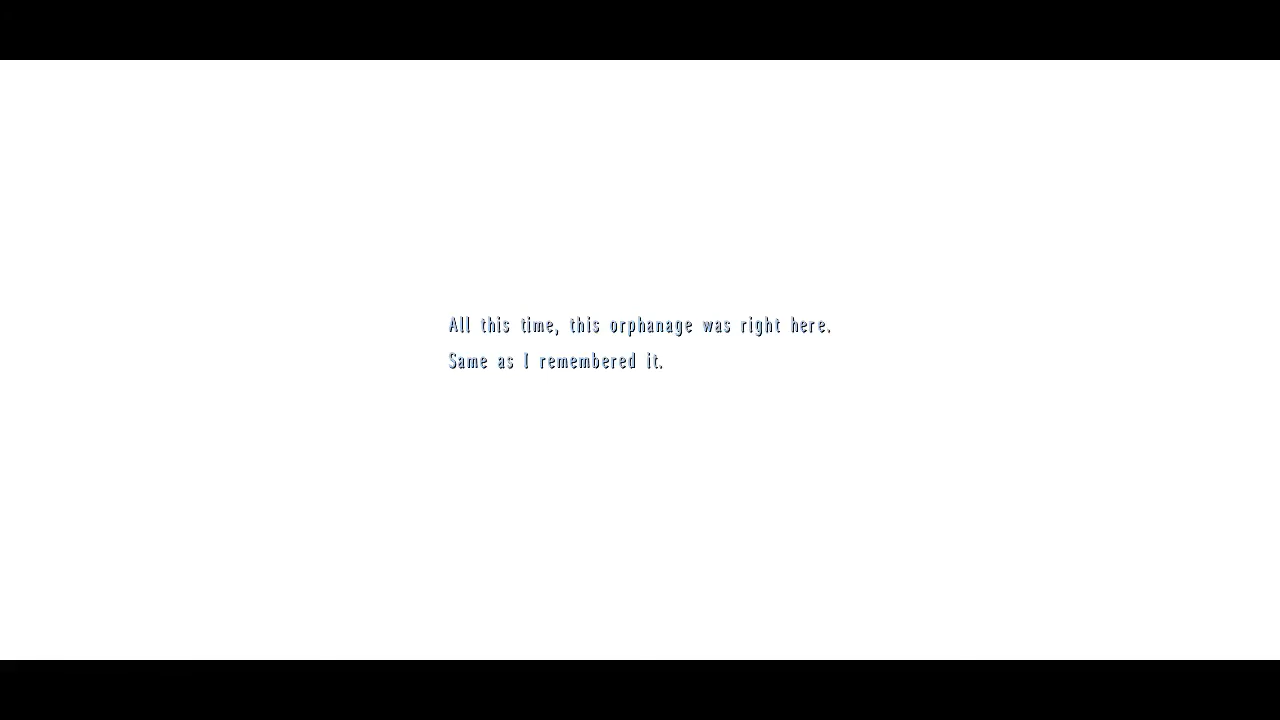 All this time, this orphanage was right here.
Same as I remembered it.